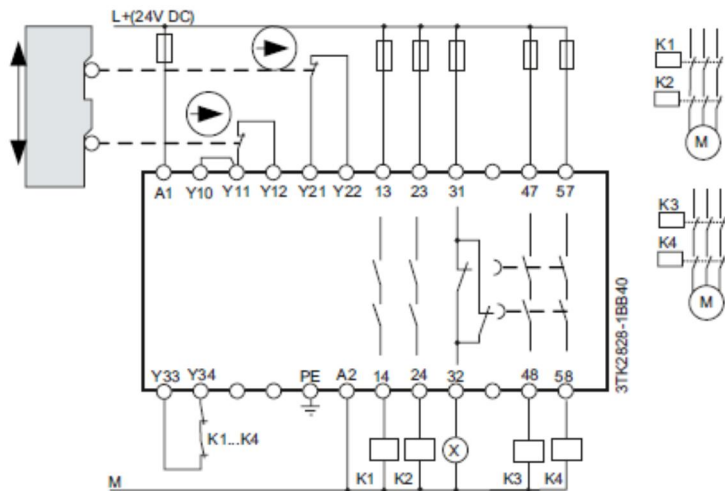 L+(24V DC)
A1 Y10 Y11 Y12 Y21 Y22 13 23 31 47 57
3TK2828-1BB40
Y33 Y34 PE A2 14 24 32 48 58
K1...K4
K1 K2 X K3 K4
M
K1
K2
M
K3
K4
M